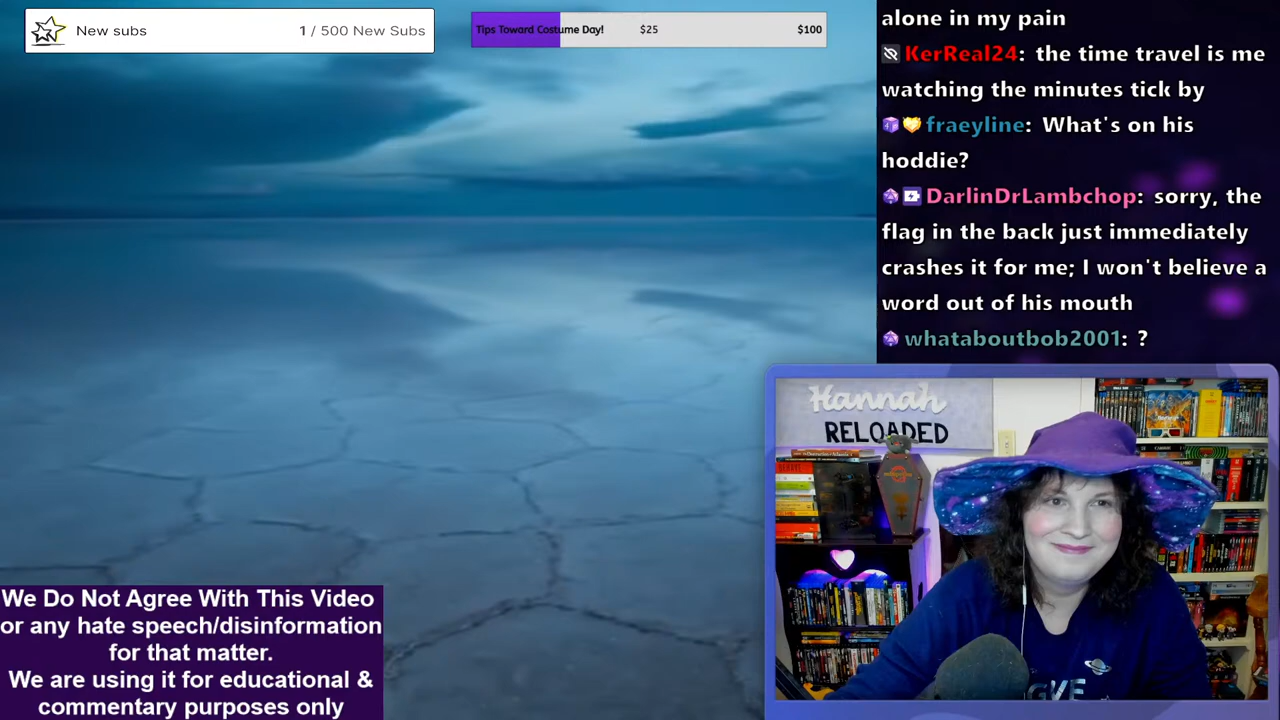 New subs
1 / 500 New Subs
Tips Toward Costume Day!
$25
$100
alone in my pain
KerReal24: the time travel is me
watching the minutes tick by
fraeyline: What's on his
hoddie?
DarlinDrLambchop: sorry, the
flag in the back just immediately
crashes it for me; I won't believe a
word out of his mouth
whataboutbob2001: ?
Hannah
RELOADED
We Do Not Agree With This Video
or any hate speech/disinformation
for that matter.
We are using it for educational &
commentary purposes only